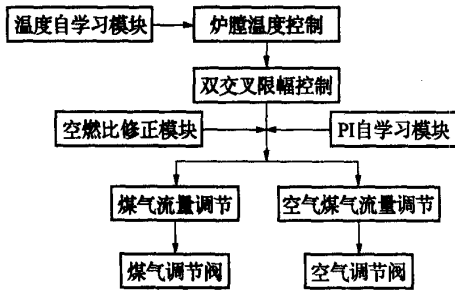 温度自学习模块
炉膛温度控制
双交叉限幅控制
空燃比修正模块
PI自学习模块
煤气流量调节
空气煤气流量调节
煤气调节阀
空气调节阀